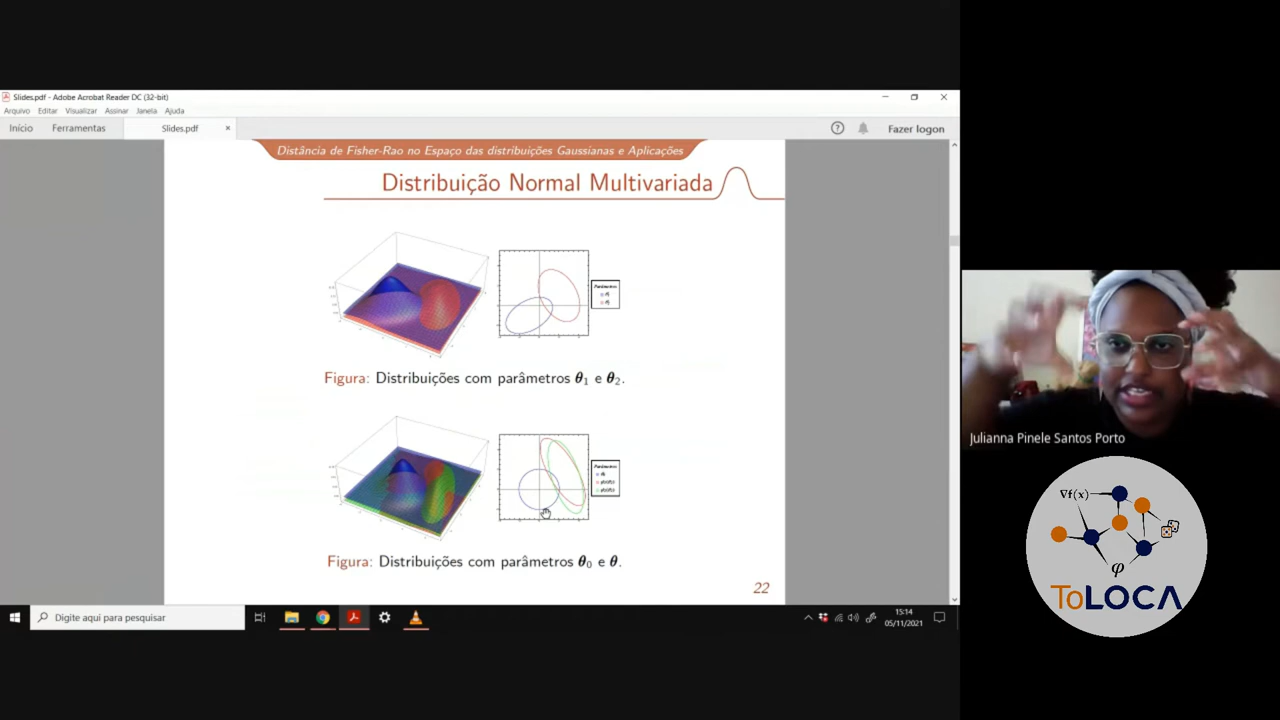 Slides.pdf - Adobe Acrobat Reader DC (32-bit)
Arquivo Editar Visualizar Assinar Janela Ajuda
Início Ferramentas Slides.pdf × Fazer logon
Distância de Fisher-Rao no Espaço das distribuições Gaussianas e Aplicações
Distribuição Normal Multivariada
Parâmetros
Figura: Distribuições com parâmetros θ₁ e θ₂.
Parâmetros
Figura: Distribuições com parâmetros θ₀ e θ.
22
Digite aqui para pesquisar
15:14
05/11/2021
Julianna Pinele Santos Porto
∇f(x)
φ
ToLOCA